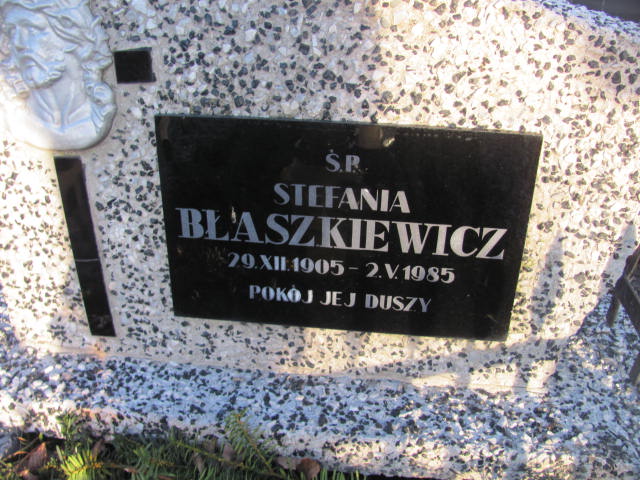 Ś.P.
STEFANIA
BŁASZKIEWICZ
29.XII.1905 - 2.V.1985
POKÓJ JEJ DUSZY